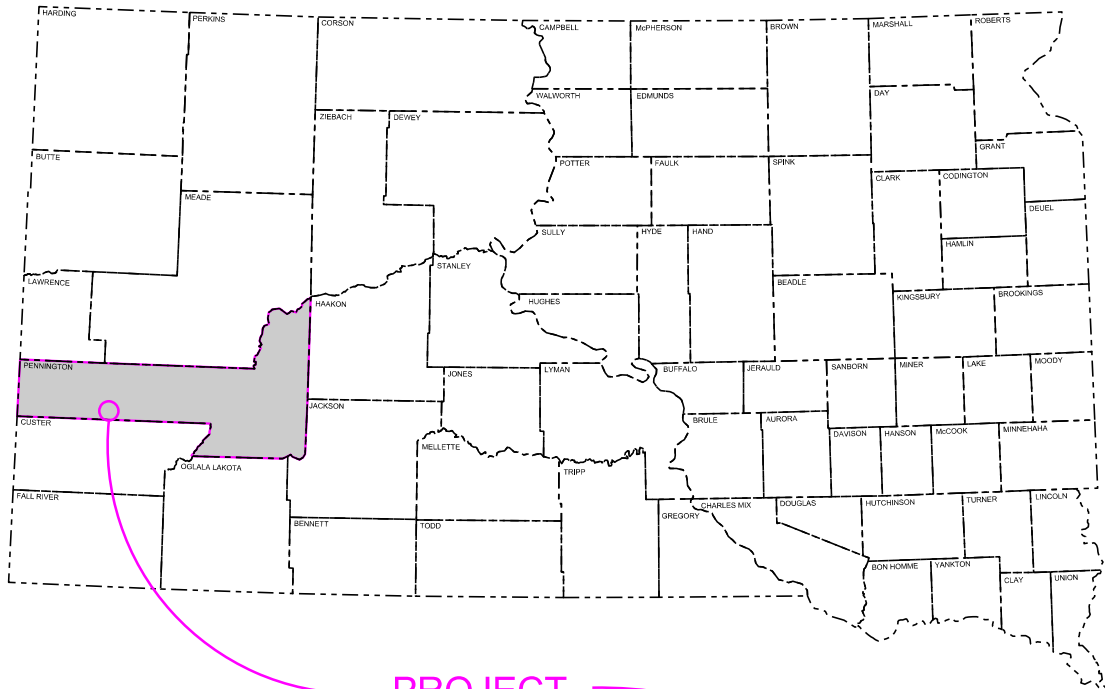 HARDING
PERKINS
CORSON
CAMPBELL
McPHERSON
BROWN
MARSHALL
ROBERTS
WALWORTH
EDMUNDS
DAY
ZIEBACH
DEWEY
GRANT
BUTTE
POTTER
FAULK
SPINK
CLARK
CODINGTON
MEADE
DEUEL
SULLY
HYDE
HAND
HAMLIN
STANLEY
LAWRENCE
BEADLE
HAAKON
HUGHES
KINGSBURY
BROOKINGS
PENNINGTON
JONES
LYMAN
BUFFALO
JERAULD
SANBORN
MINER
LAKE
MOODY
JACKSON
CUSTER
BRULE
AURORA
DAVISON
HANSON
McCOOK
MINNEHAHA
MELLETTE
OGLALA LAKOTA
TRIPP
FALL RIVER
CHARLES MIX
DOUGLAS
HUTCHINSON
TURNER
LINCOLN
GREGORY
BENNETT
TODD
BON HOMME
YANKTON
CLAY
UNION
PROJECT